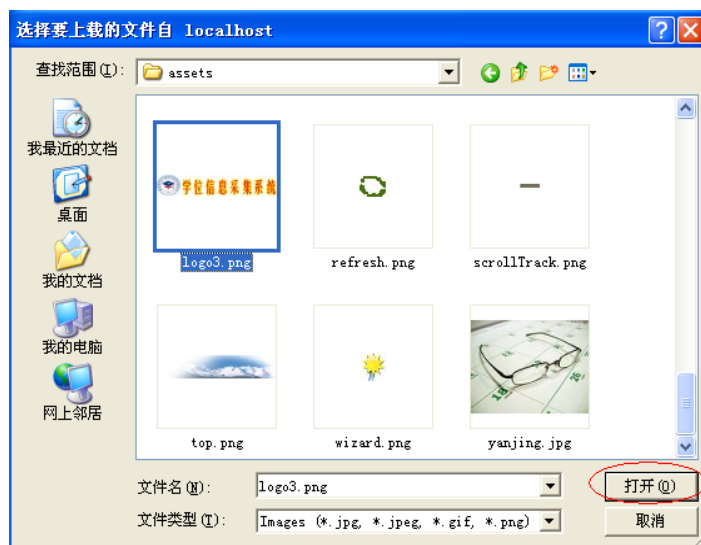 选择要上载的文件自 localhost
查找范围(I):
assets
我最近的文档
桌面
我的文档
我的电脑
网上邻居
学位信息采集系统
logo3.png
refresh.png
scrollTrack.png
top.png
wizard.png
yanjing.jpg
文件名(N):
logo3.png
打开(O)
文件类型(T):
Images (*.jpg, *.jpeg, *.gif, *.png)
取消